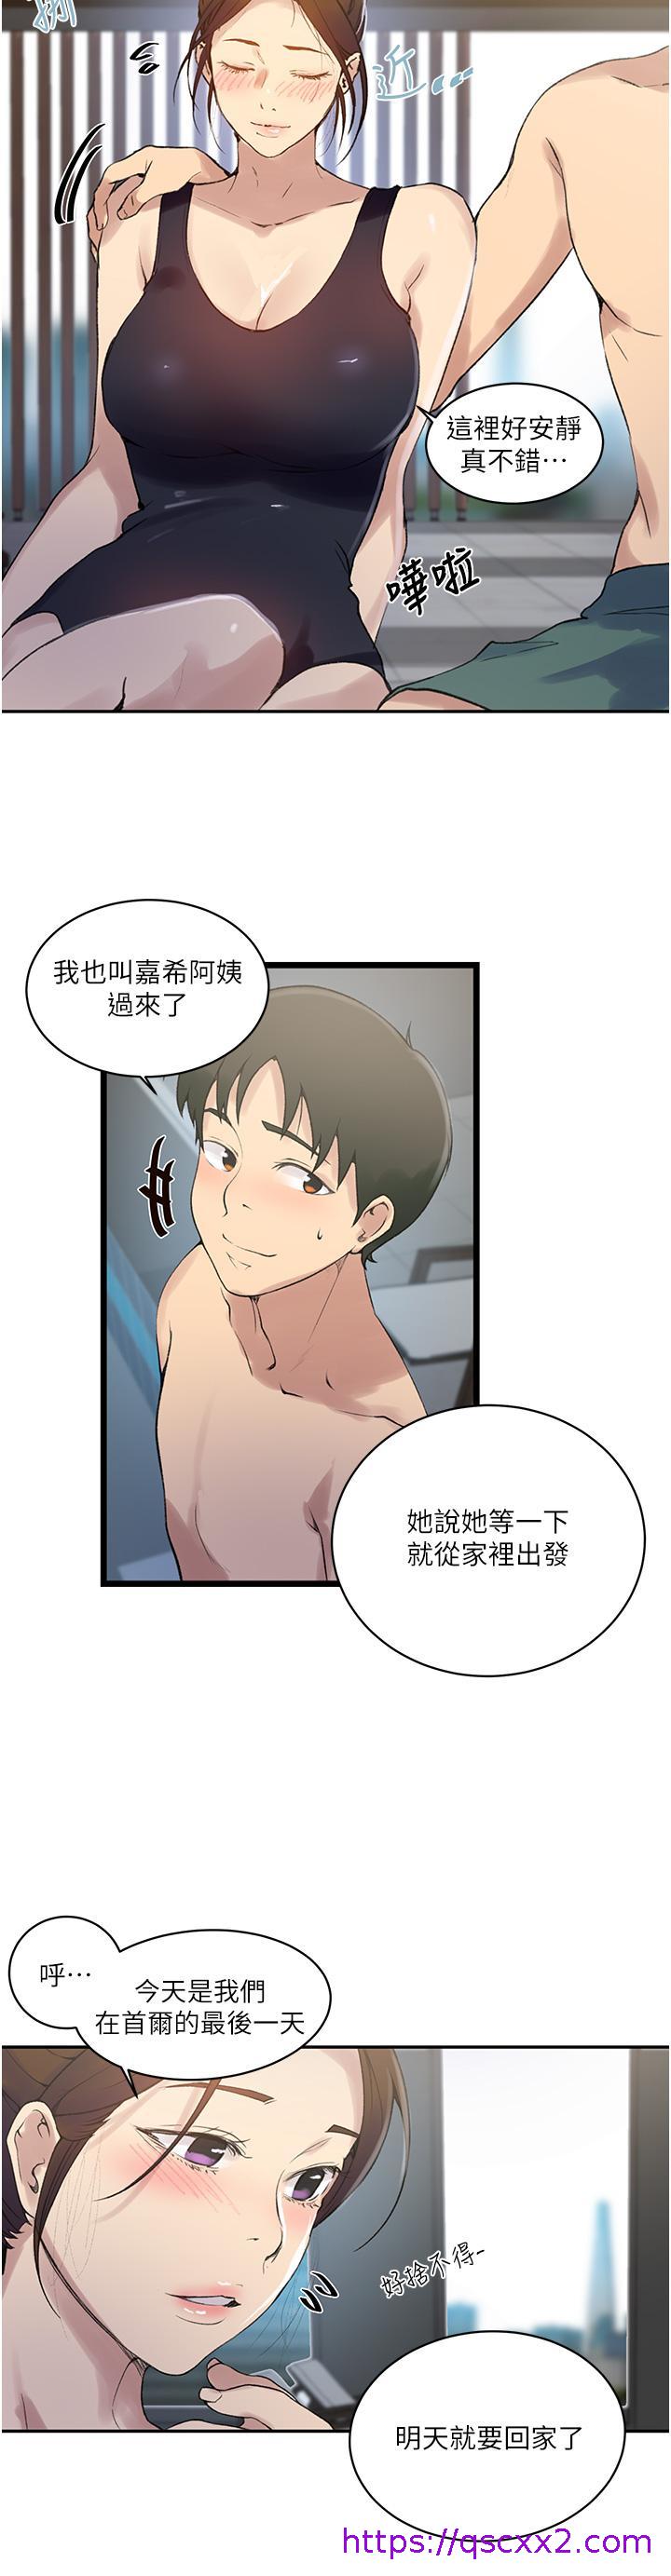 近…
這裡好安靜
真不錯…
嘩啦
我也叫嘉希阿姨
過來了
她說她等一下
就從家裡出發
呼…
今天是我們
在首爾的最後一天
好捨不得~
明天就要回家了
https://qscxx2.com